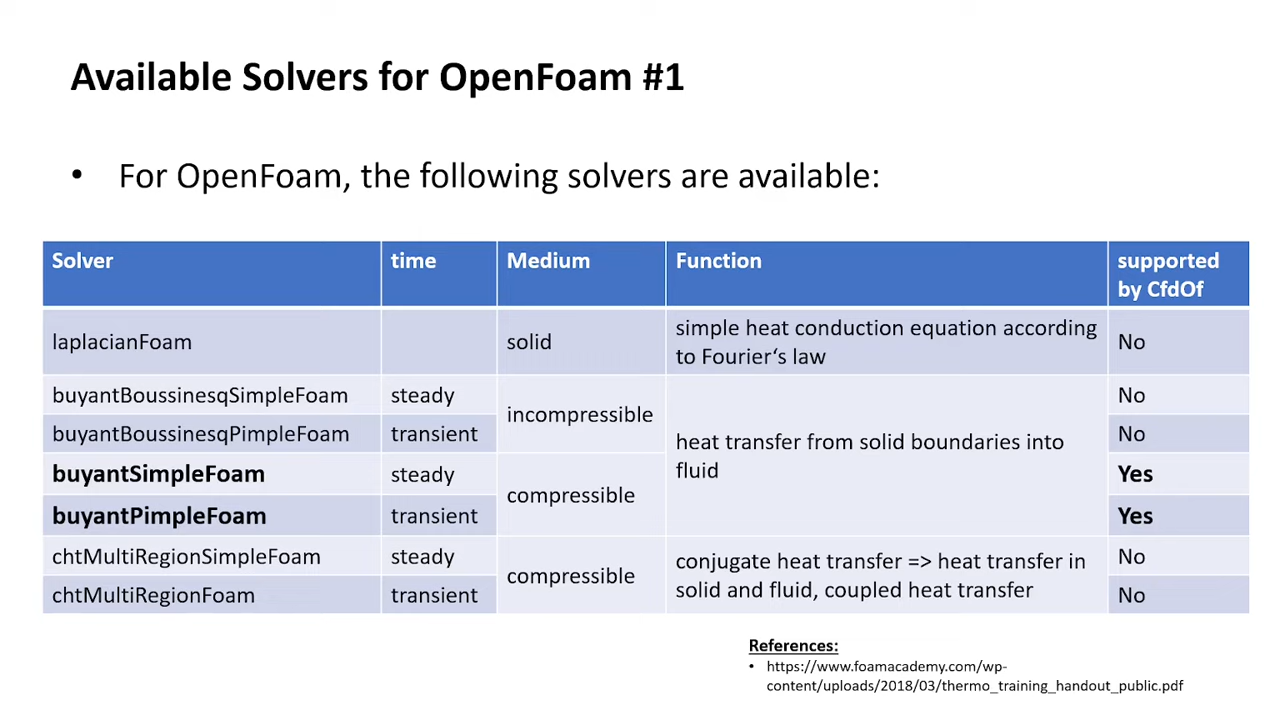 Available Solvers for OpenFoam #1
• For OpenFoam, the following solvers are available:
Solver time Medium Function supported
by CfdOf
laplacianFoam solid simple heat conduction equation according
to Fourier‘s law No
buyantBoussinesqSimpleFoam steady incompressible heat transfer from solid boundaries into
fluid No
buyantBoussinesqPimpleFoam transient No
buyantSimpleFoam steady compressible Yes
buyantPimpleFoam transient Yes
chtMultiRegionSimpleFoam steady compressible conjugate heat transfer => heat transfer in
solid and fluid, coupled heat transfer No
chtMultiRegionFoam transient No
References:
• https://www.foamacademy.com/wp-
content/uploads/2018/03/thermo_training_handout_public.pdf